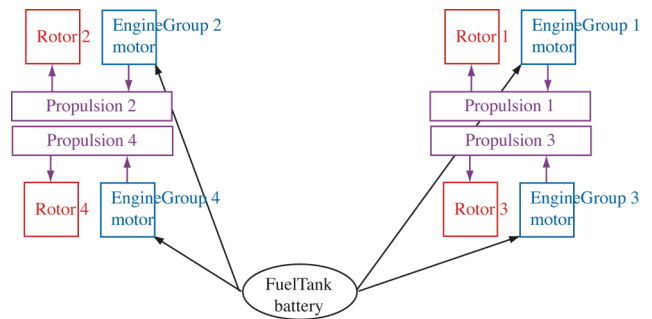 Rotor 2
EngineGroup 2
motor
Propulsion 2
Propulsion 4
Rotor 4
EngineGroup 4
motor
Rotor 1
EngineGroup 1
motor
Propulsion 1
Propulsion 3
Rotor 3
EngineGroup 3
motor
FuelTank
battery